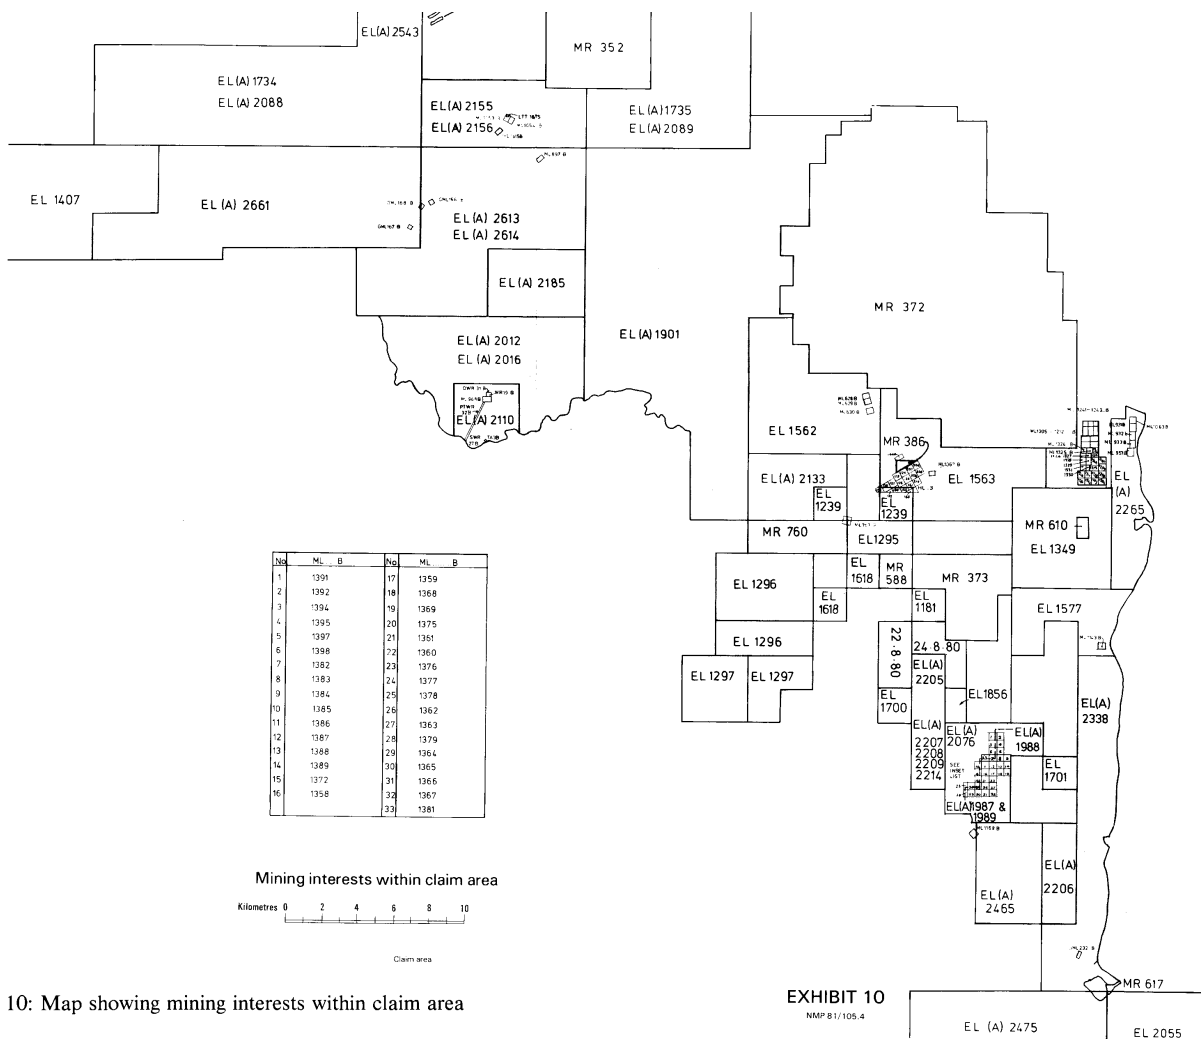 EL(A) 2543
MR 352
EL(A) 1734
EL(A) 2088
EL(A) 2155
EL(A) 2156
EL(A) 1735
EL(A) 2089
EL 1407
EL(A) 2661
EL(A) 2613
EL(A) 2614
EL(A) 2185
EL(A) 1901
EL(A) 2012
EL(A) 2016
EL(A) 2110
MR 372
EL 1562
MR 386
EL(A) 2133
EL
1239
EL
1239
EL 1563
EL
(A)
2265
MR 760
EL1295
MR 610
EL1349
EL 1296
EL
1618
MR
588
MR 373
EL
1618
EL
1181
EL 1577
EL 1296
22·8·80
24·8·80
EL 1297
EL 1297
EL(A)
2205
EL
1700
EL1856
EL(A)
2338
EL(A)
2207
2208
2209
2214
EL(A)
2076
EL(A)
1988
SEE
INSET
LIST
EL
1701
EL(A)1987 &
1989
EL(A)
2465
EL(A)
2206
MR 617
EL (A) 2475
EL 2055
No. ML B No. ML B
1 1391 17 1359
2 1392 18 1368
3 1394 19 1369
4 1395 20 1375
5 1397 21 1351
6 1398 22 1360
7 1382 23 1376
8 1383 24 1377
9 1384 25 1378
10 1385 26 1362
11 1386 27 1363
12 1387 28 1379
13 1388 29 1364
14 1389 30 1365
15 1372 31 1366
16 1358 32 1367
33 1381
Mining interests within claim area
Kilometres 0 2 4 6 8 10
Claim area
10: Map showing mining interests within claim area
EXHIBIT 10
NMP 81/105.4